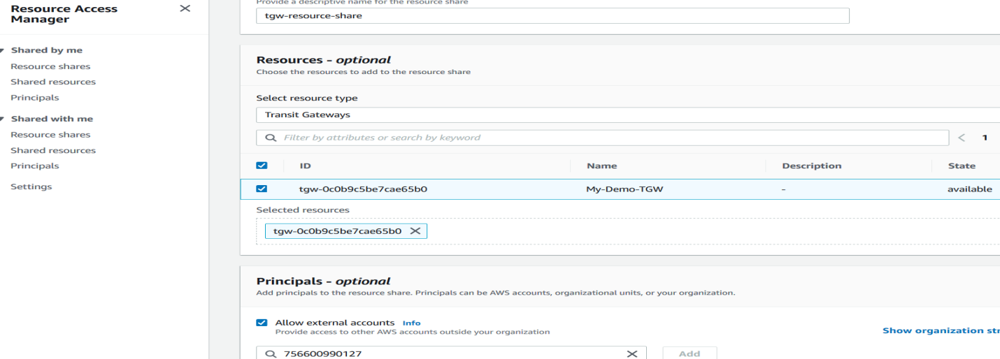 Resource Access
Manager
Shared by me
Resource shares
Shared resources
Principals
Shared with me
Resource shares
Shared resources
Principals
Settings
Provide a descriptive name for the resource share
tgw-resource-share
Resources - optional
Choose the resources to add to the resource share
Select resource type
Transit Gateways
Filter by attributes or search by keyword
1
ID Name Description State
tgw-0c0b9c5be7cae65b0 My-Demo-TGW - available
Selected resources
tgw-0c0b9c5be7cae65b0
Principals - optional
Add principals to the resource share. Principals can be AWS accounts, organizational units, or your organization.
Allow external accounts Info
Provide access to other AWS accounts outside your organization
Show organization str
756600990127
Add